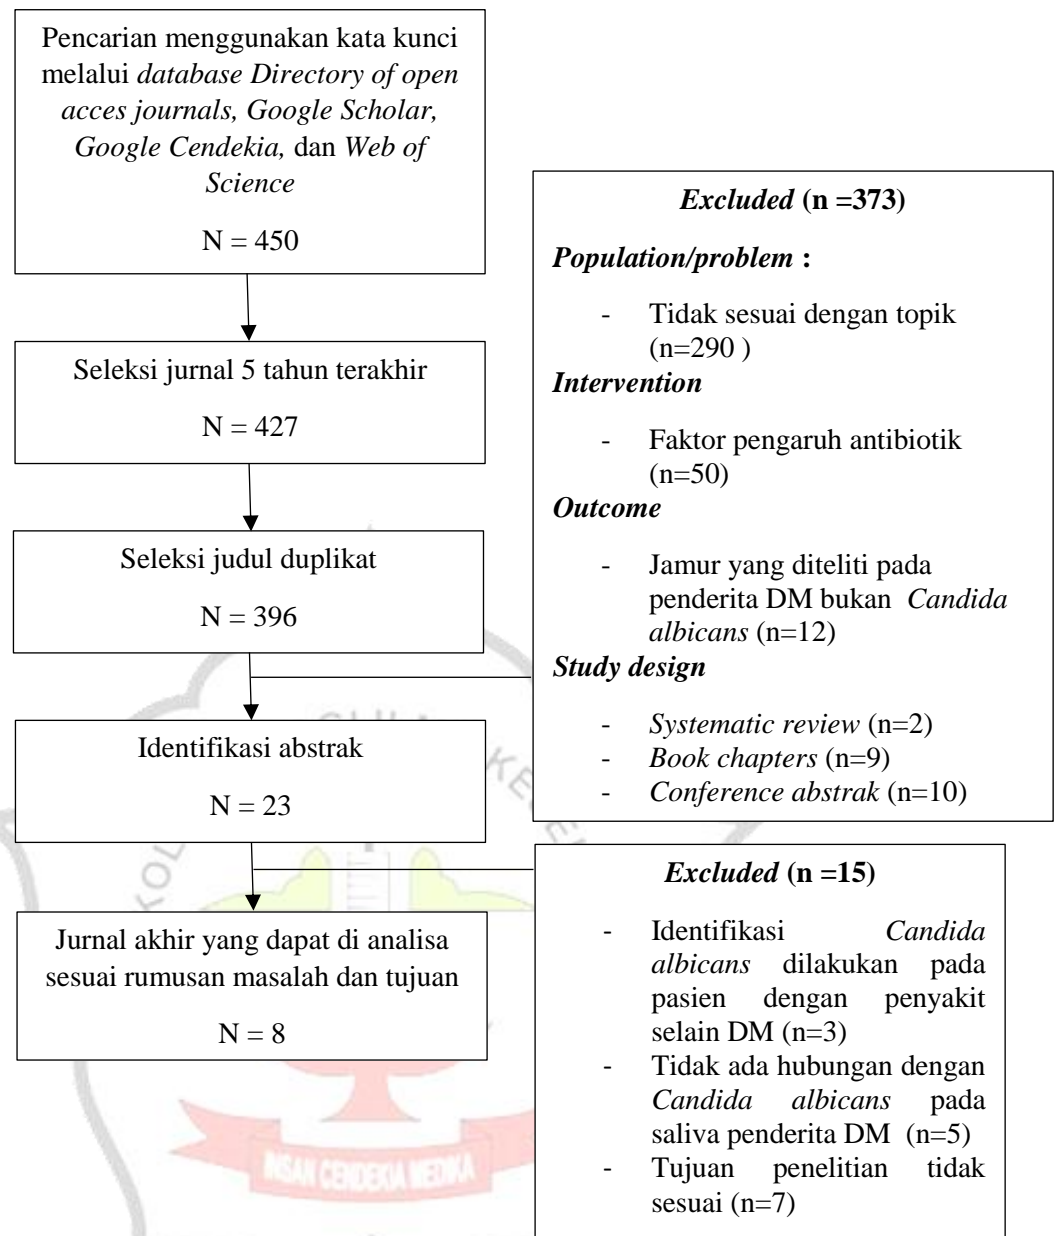 Pencarian menggunakan kata kunci
melalui database Directory of open
acces journals, Google Scholar,
Google Cendekia, dan Web of
Science
N = 450
Seleksi jurnal 5 tahun terakhir
N = 427
Seleksi judul duplikat
N = 396
Identifikasi abstrak
N = 23
Jurnal akhir yang dapat di analisa
sesuai rumusan masalah dan tujuan
N = 8
Excluded (n =373)
Population/problem :
- Tidak sesuai dengan topik
(n=290 )
Intervention
- Faktor pengaruh antibiotik
(n=50)
Outcome
- Jamur yang diteliti pada
penderita DM bukan Candida
albicans (n=12)
Study design
- Systematic review (n=2)
- Book chapters (n=9)
- Conference abstrak (n=10)
Excluded (n =15)
- Identifikasi Candida
albicans dilakukan pada
pasien dengan penyakit
selain DM (n=3)
- Tidak ada hubungan dengan
Candida albicans pada
saliva penderita DM (n=5)
- Tujuan penelitian tidak
sesuai (n=7)
INSAN CENDEKIA MEDIKA